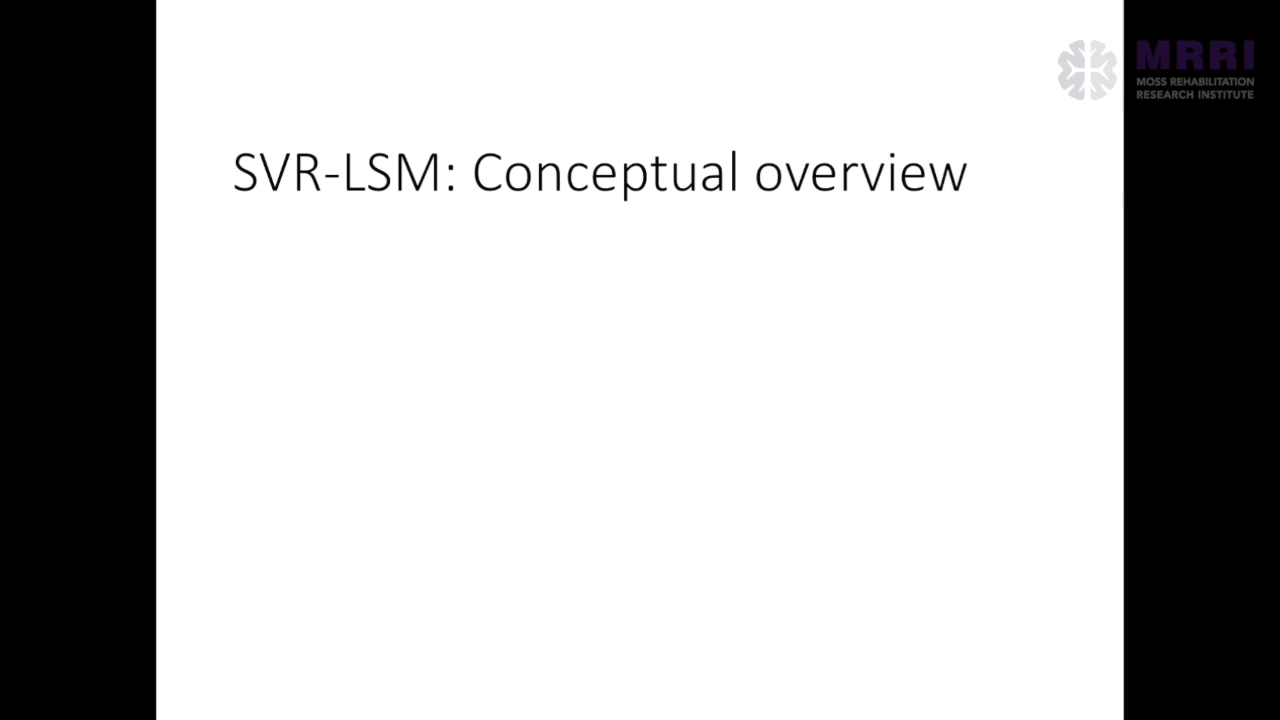 MRRI
MOSS REHABILITATION
RESEARCH INSTITUTE
SVR-LSM: Conceptual overview